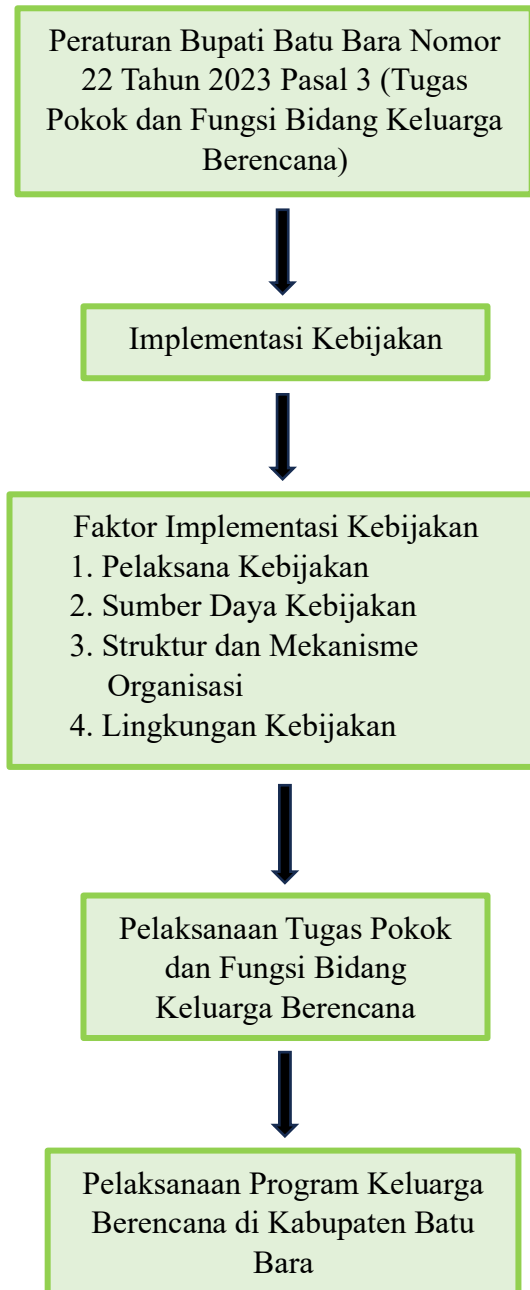 Peraturan Bupati Batu Bara Nomor
22 Tahun 2023 Pasal 3 (Tugas
Pokok dan Fungsi Bidang Keluarga
Berencana)
Implementasi Kebijakan
Faktor Implementasi Kebijakan
1. Pelaksana Kebijakan
2. Sumber Daya Kebijakan
3. Struktur dan Mekanisme
Organisasi
4. Lingkungan Kebijakan
Pelaksanaan Tugas Pokok
dan Fungsi Bidang
Keluarga Berencana
Pelaksanaan Program Keluarga
Berencana di Kabupaten Batu
Bara